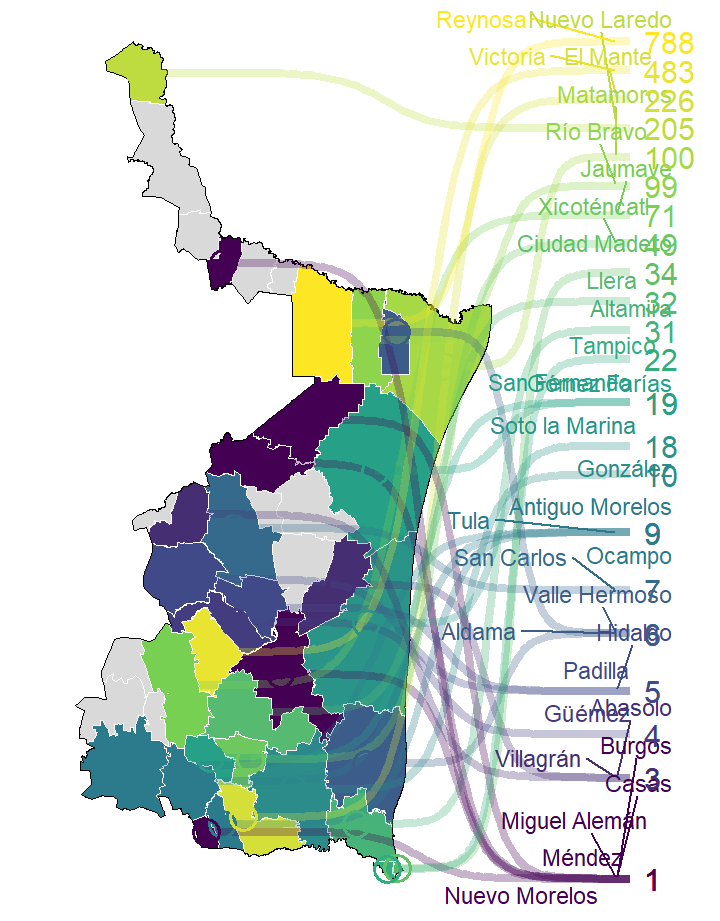 Reynosa
Nuevo Laredo
788
Victoria
El Mante
483
Matamoros
226
Río Bravo
205
100
Jaumave
99
Xicoténcatl
71
Ciudad Madero
49
Llera
34
Altamira
32
31
Tampico
22
San Fernando
Gómez Farías
19
Soto la Marina
18
González
10
Antiguo Morelos
Tula
9
San Carlos
Ocampo
7
Valle Hermoso
Aldama
Hidalgo
6
Padilla
5
Abasolo
Güémez
4
Burgos
Villagrán
3
Casas
Miguel Alemán
Méndez
1
Nuevo Morelos